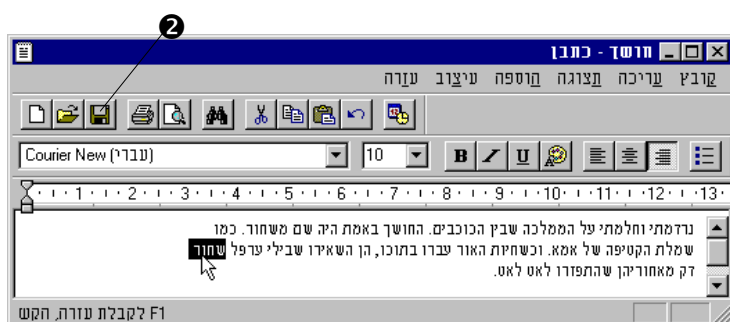 2
חושך - כתבן
קובץ עריכה תצוגה הוספה עיצוב עזרה
Courier New (עברי) 10 B I U
1 2 3 4 5 6 7 8 9 10 11 12 13
נרדמתי וחלמתי על הממלכה שבין הכוכבים. החושך באמת היה שם משחור. כמו
שמלת הקטיפה של אמא. וכשחיות האור עברו בתוכו, הן השאירו שבילי ערפל שחור
דק מאחוריהן שהתפזרו לאט לאט.
לקבלת עזרה, הקש F1